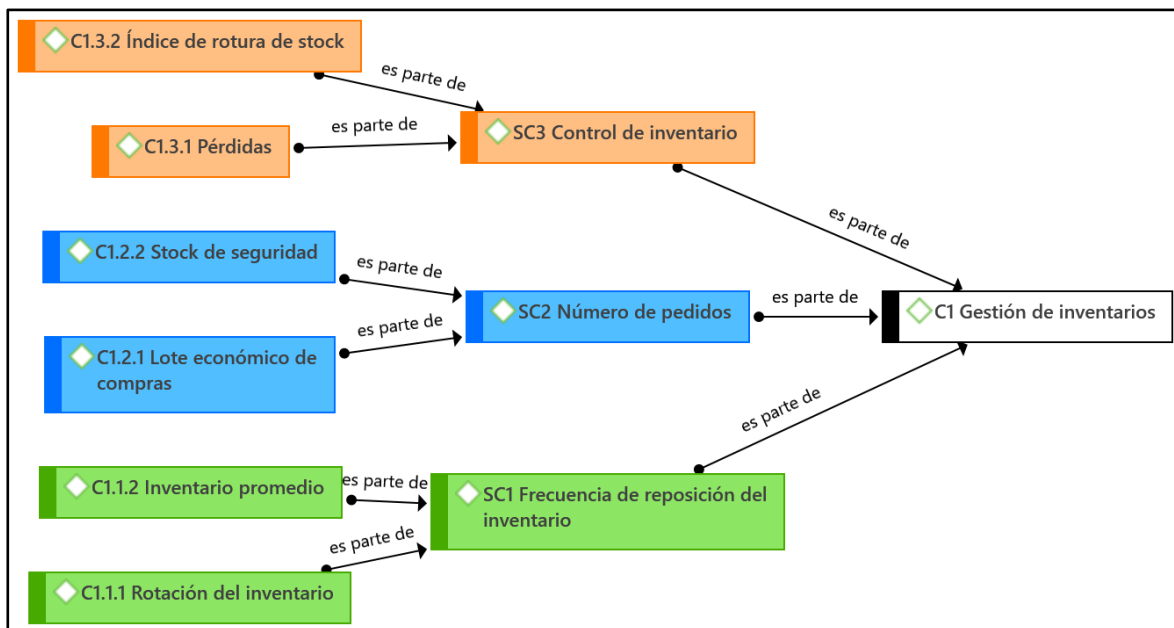 C1.3.2 Índice de rotura de stock
es parte de
SC3 Control de inventario
es parte de
C1.3.1 Pérdidas
es parte de
C1.2.2 Stock de seguridad
es parte de
SC2 Número de pedidos
es parte de
C1 Gestión de inventarios
es parte de
C1.2.1 Lote económico de
compras
es parte de
C1.1.2 Inventario promedio
es parte de
SC1 Frecuencia de reposición del
inventario
es parte de
C1.1.1 Rotación del inventario